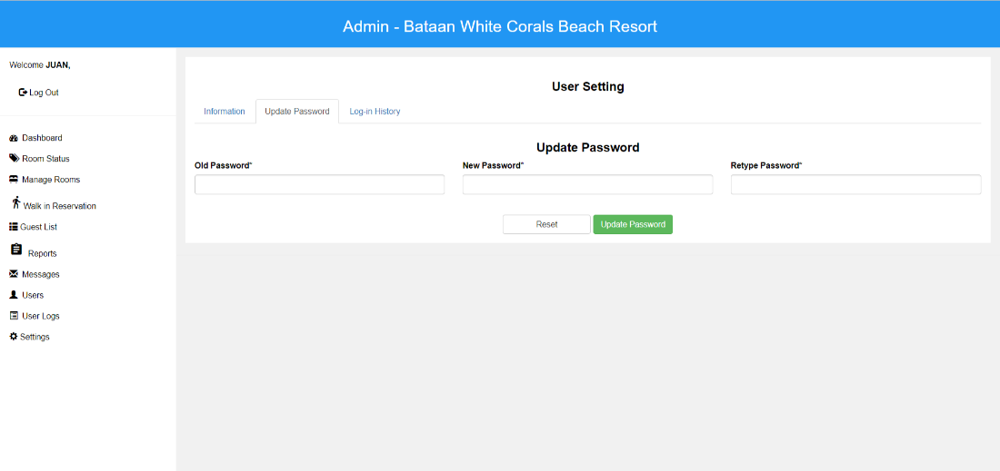 Admin - Bataan White Corals Beach Resort
Welcome JUAN,
Log Out
Dashboard
Room Status
Manage Rooms
Walk in Reservation
Guest List
Reports
Messages
Users
User Logs
Settings
User Setting
Information Update Password Log-in History
Update Password
Old Password* New Password* Retype Password*
Reset Update Password